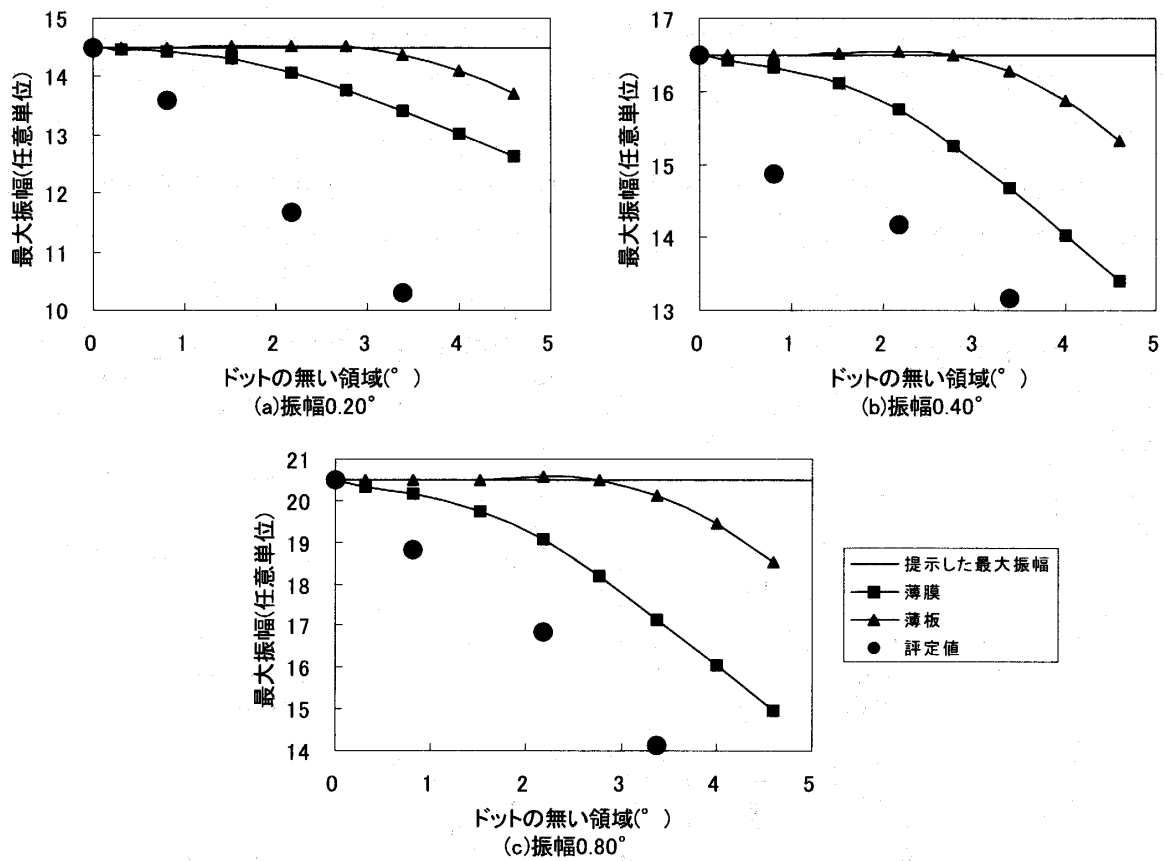 15
14
13
12
11
10
最大振幅(任意単位)
0 1 2 3 4 5
ドットの無い領域(° )
(a)振幅0.20°
17
16
15
14
13
最大振幅(任意単位)
0 1 2 3 4 5
ドットの無い領域(° )
(b)振幅0.40°
21
20
19
18
17
16
15
14
最大振幅(任意単位)
0 1 2 3 4 5
ドットの無い領域(° )
(c)振幅0.80°
提示した最大振幅
薄膜
薄板
評定値